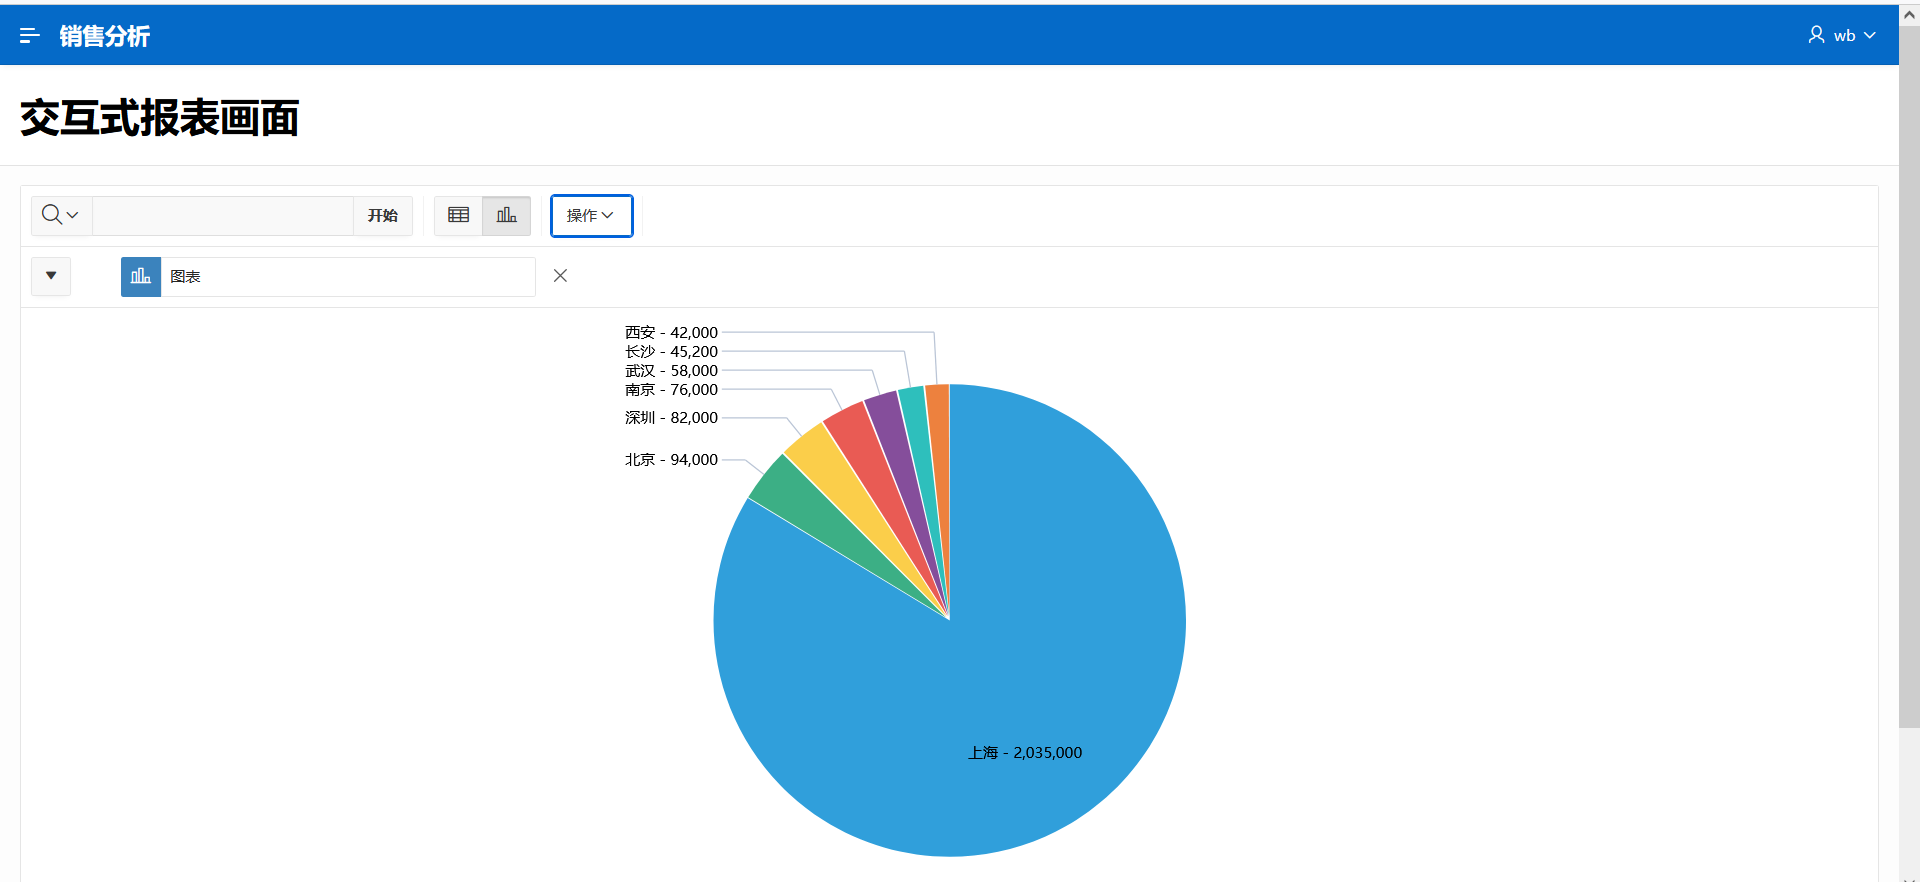 销售分析
wb
交互式报表画面
开始
操作
图表
西安 - 42,000
长沙 - 45,200
武汉 - 58,000
南京 - 76,000
深圳 - 82,000
北京 - 94,000
上海 - 2,035,000